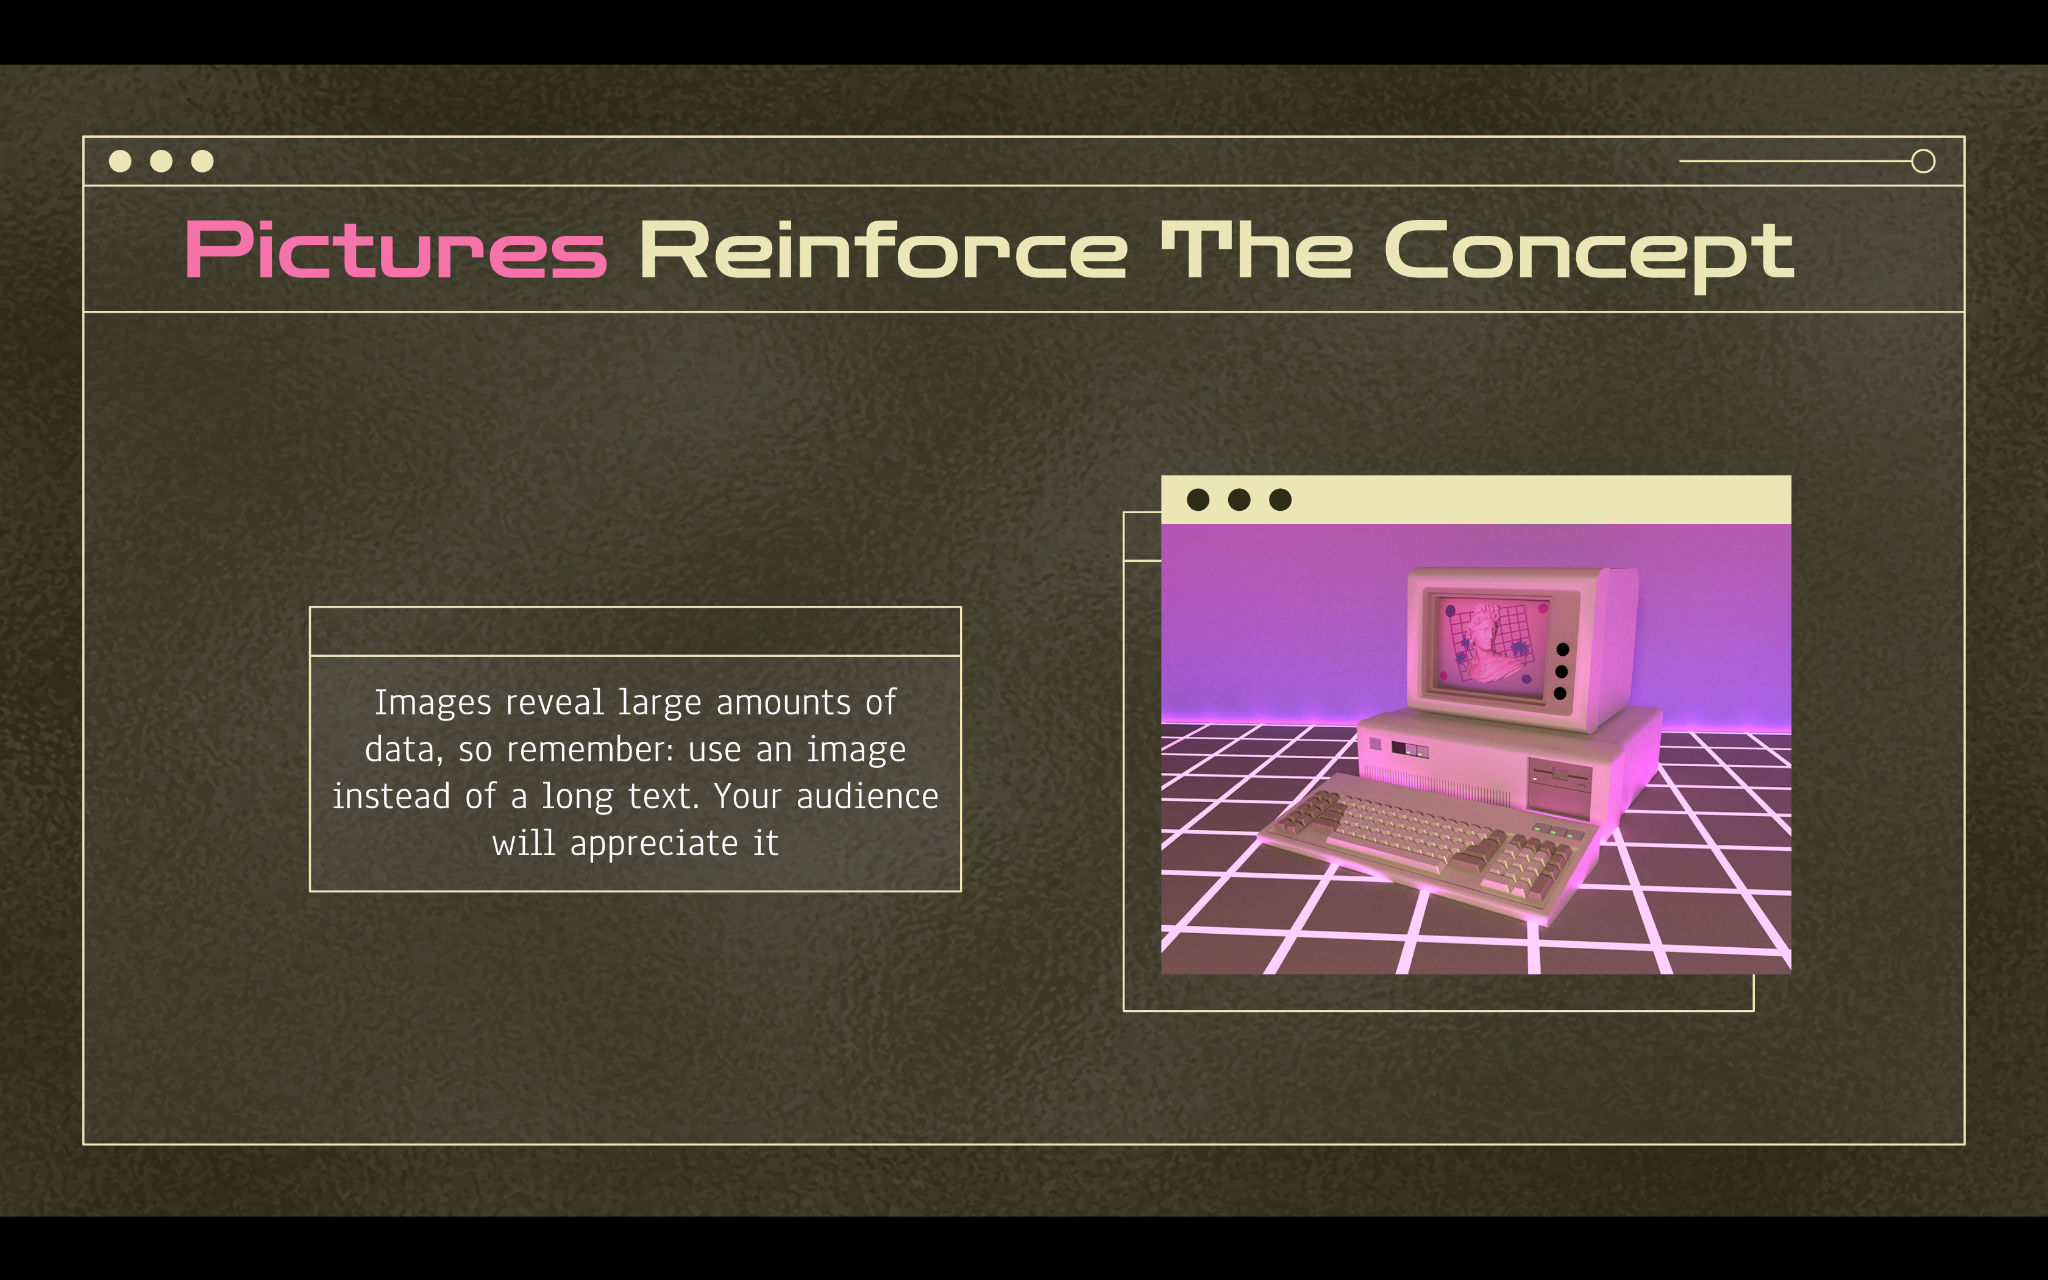 Pictures Reinforce The Concept
Images reveal large amounts of
data, so remember: use an image
instead of a long text. Your audience
will appreciate it